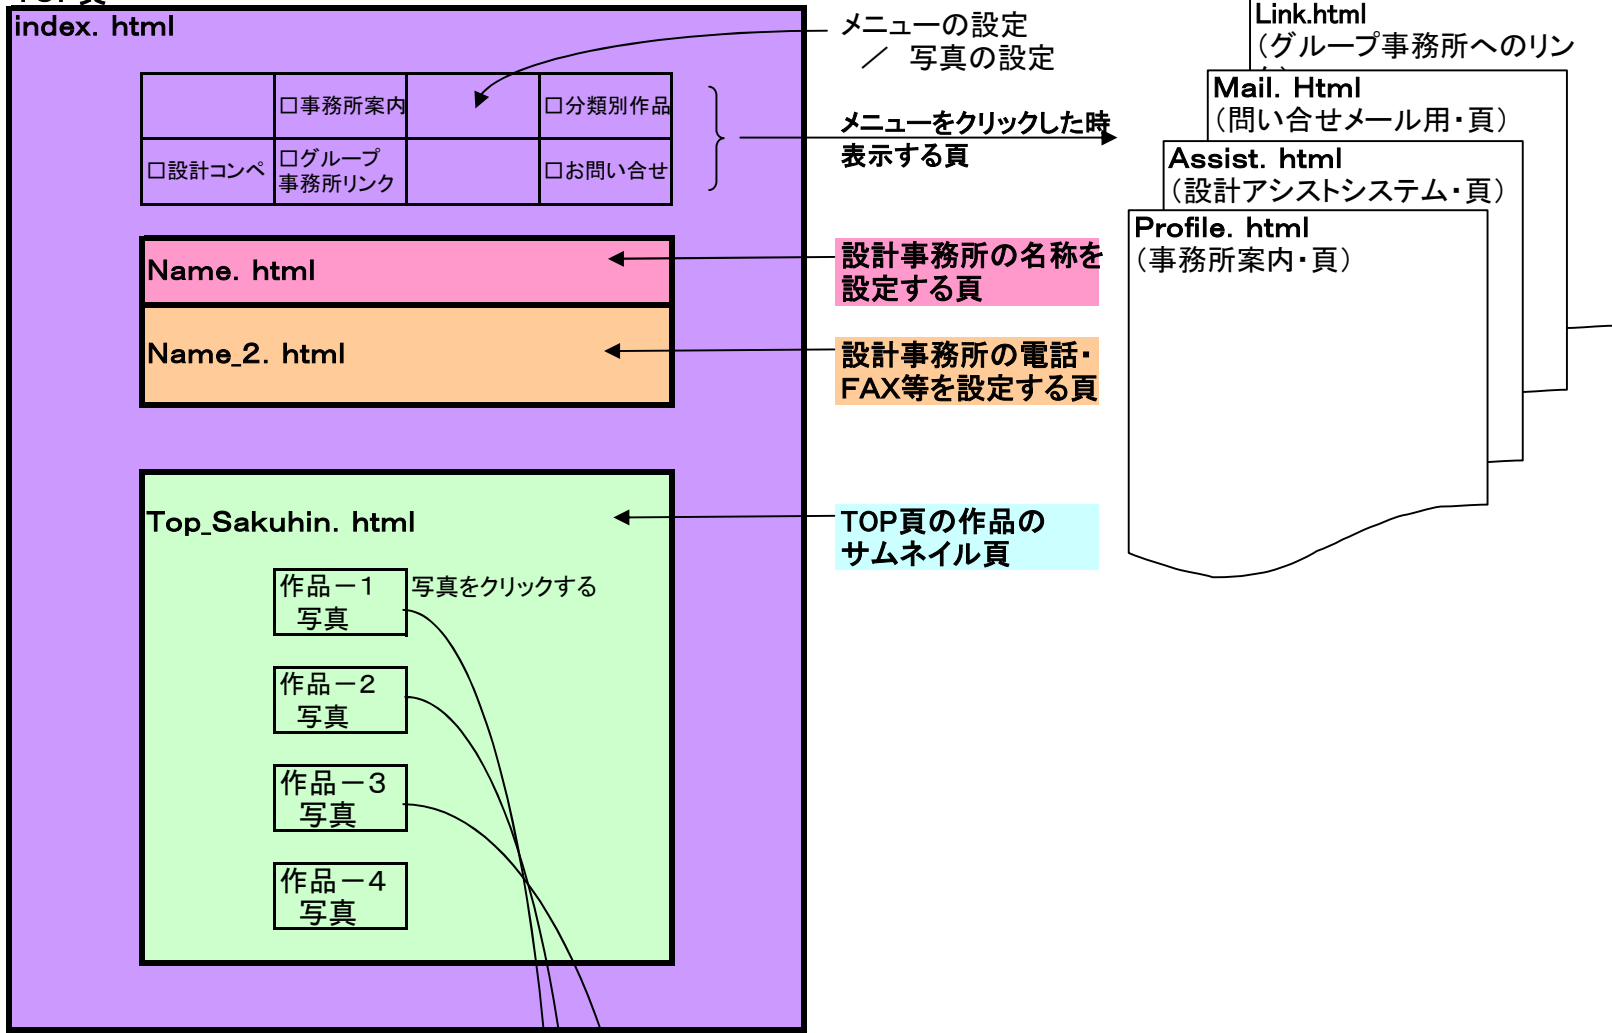 index. html
メニューの設定
／ 写真の設定
□事務所案内
□分類別作品
□設計コンペ
□グループ
事務所リンク
□お問い合せ
メニューをクリックした時
表示する頁
Link.html
(グループ事務所へのリン
Mail. Html
(問い合せメール用・頁)
Assist. html
(設計アシストシステム・頁)
Profile. html
(事務所案内・頁)
Name. html
設計事務所の名称を
設定する頁
Name_2. html
設計事務所の電話・
FAX等を設定する頁
Top_Sakuhin. html
TOP頁の作品の
サムネイル頁
作品－1
写真
写真をクリックする
作品－2
写真
作品－3
写真
作品－4
写真